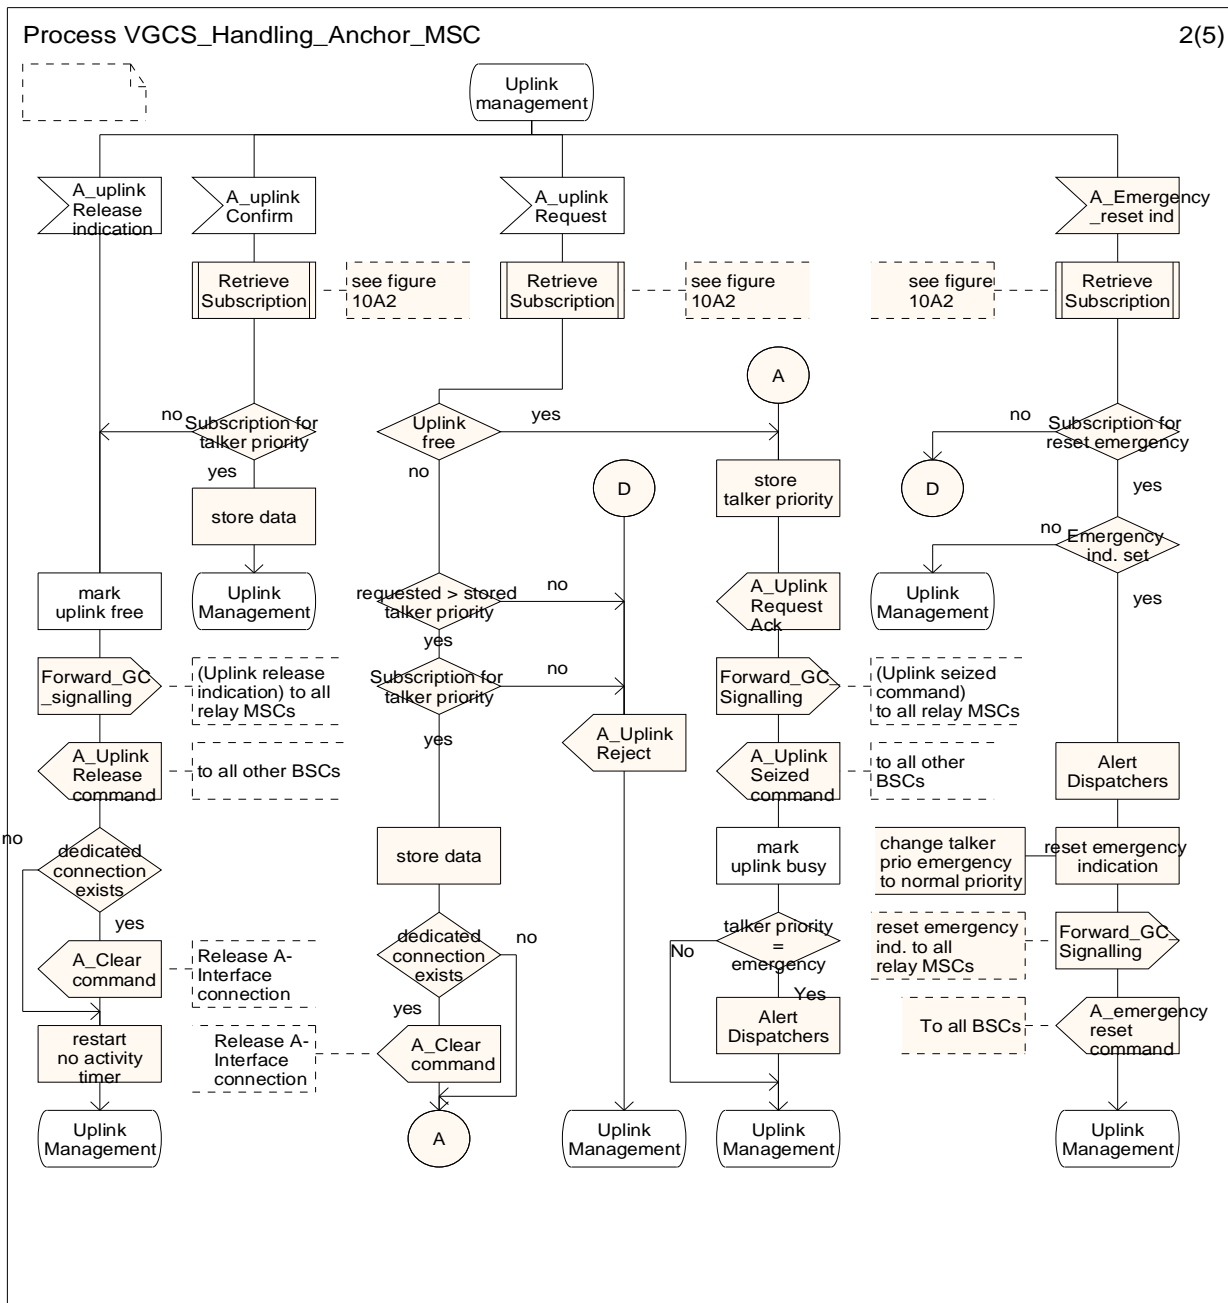 Process VGCS_Handling_Anchor_MSC
2(5)
Uplink
management
A_uplink
Release
indication
A_uplink
Confirm
A_uplink
Request
A_Emergency
_reset ind
Retrieve
Subscription
see figure
10A2
Retrieve
Subscription
see figure
10A2
see figure
10A2
Retrieve
Subscription
A
no
Subscription for
talker priority
yes
Uplink
free
yes
no
no
Subscription for
reset emergency
yes
store data
D
store
talker priority
D
no
Emergency
ind. set
yes
mark
uplink free
Uplink
Management
requested > stored
talker priority
no
yes
A_Uplink
Request
Ack
Uplink
Management
Forward_GC
_signalling
(Uplink release
indication) to all
relay MSCs
Subscription for
talker priority
no
yes
Forward_GC_
Signalling
(Uplink seized
command)
to all relay MSCs
A_Uplink
Reject
A_Uplink
Release
command
to all other BSCs
A_Uplink
Seized
command
to all other
BSCs
Alert
Dispatchers
no
dedicated
connection
exists
yes
store data
mark
uplink busy
change talker
prio emergency
to normal priority
reset emergency
indication
A_Clear
command
Release A-
Interface
connection
dedicated
connection
exists
no
yes
talker priority
=
emergency
No
Yes
reset emergency
ind. to all
relay MSCs
Forward_GC_
Signalling
restart
no activity
timer
Release A-
Interface
connection
A_Clear
command
Alert
Dispatchers
To all BSCs
A_emergency
reset
command
Uplink
Management
A
Uplink
Management
Uplink
Management
Uplink
Management